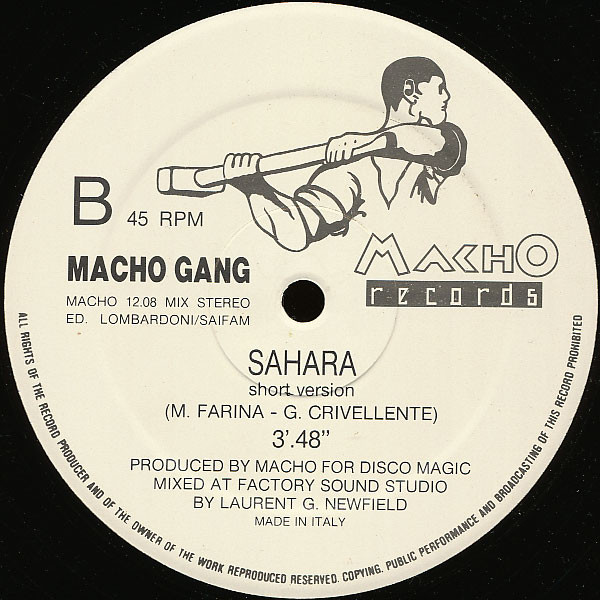 B 45 RPM
MACHO GANG
MACHO 12.08 MIX STEREO
ED. LOMBARDONI/SAIFAM
MACHO
records
SAHARA
short version
(M. FARINA - G. CRIVELLENTE)
3'.48"
PRODUCED BY MACHO FOR DISCO MAGIC
MIXED AT FACTORY SOUND STUDIO
BY LAURENT G. NEWFIELD
MADE IN ITALY
ALL RIGHTS OF THE RECORD PRODUCER AND OF THE OWNER OF THE WORK REPRODUCED RESERVED. COPYING, PUBLIC PERFORMANCE AND BROADCASTING OF THIS RECORD PROHIBITED